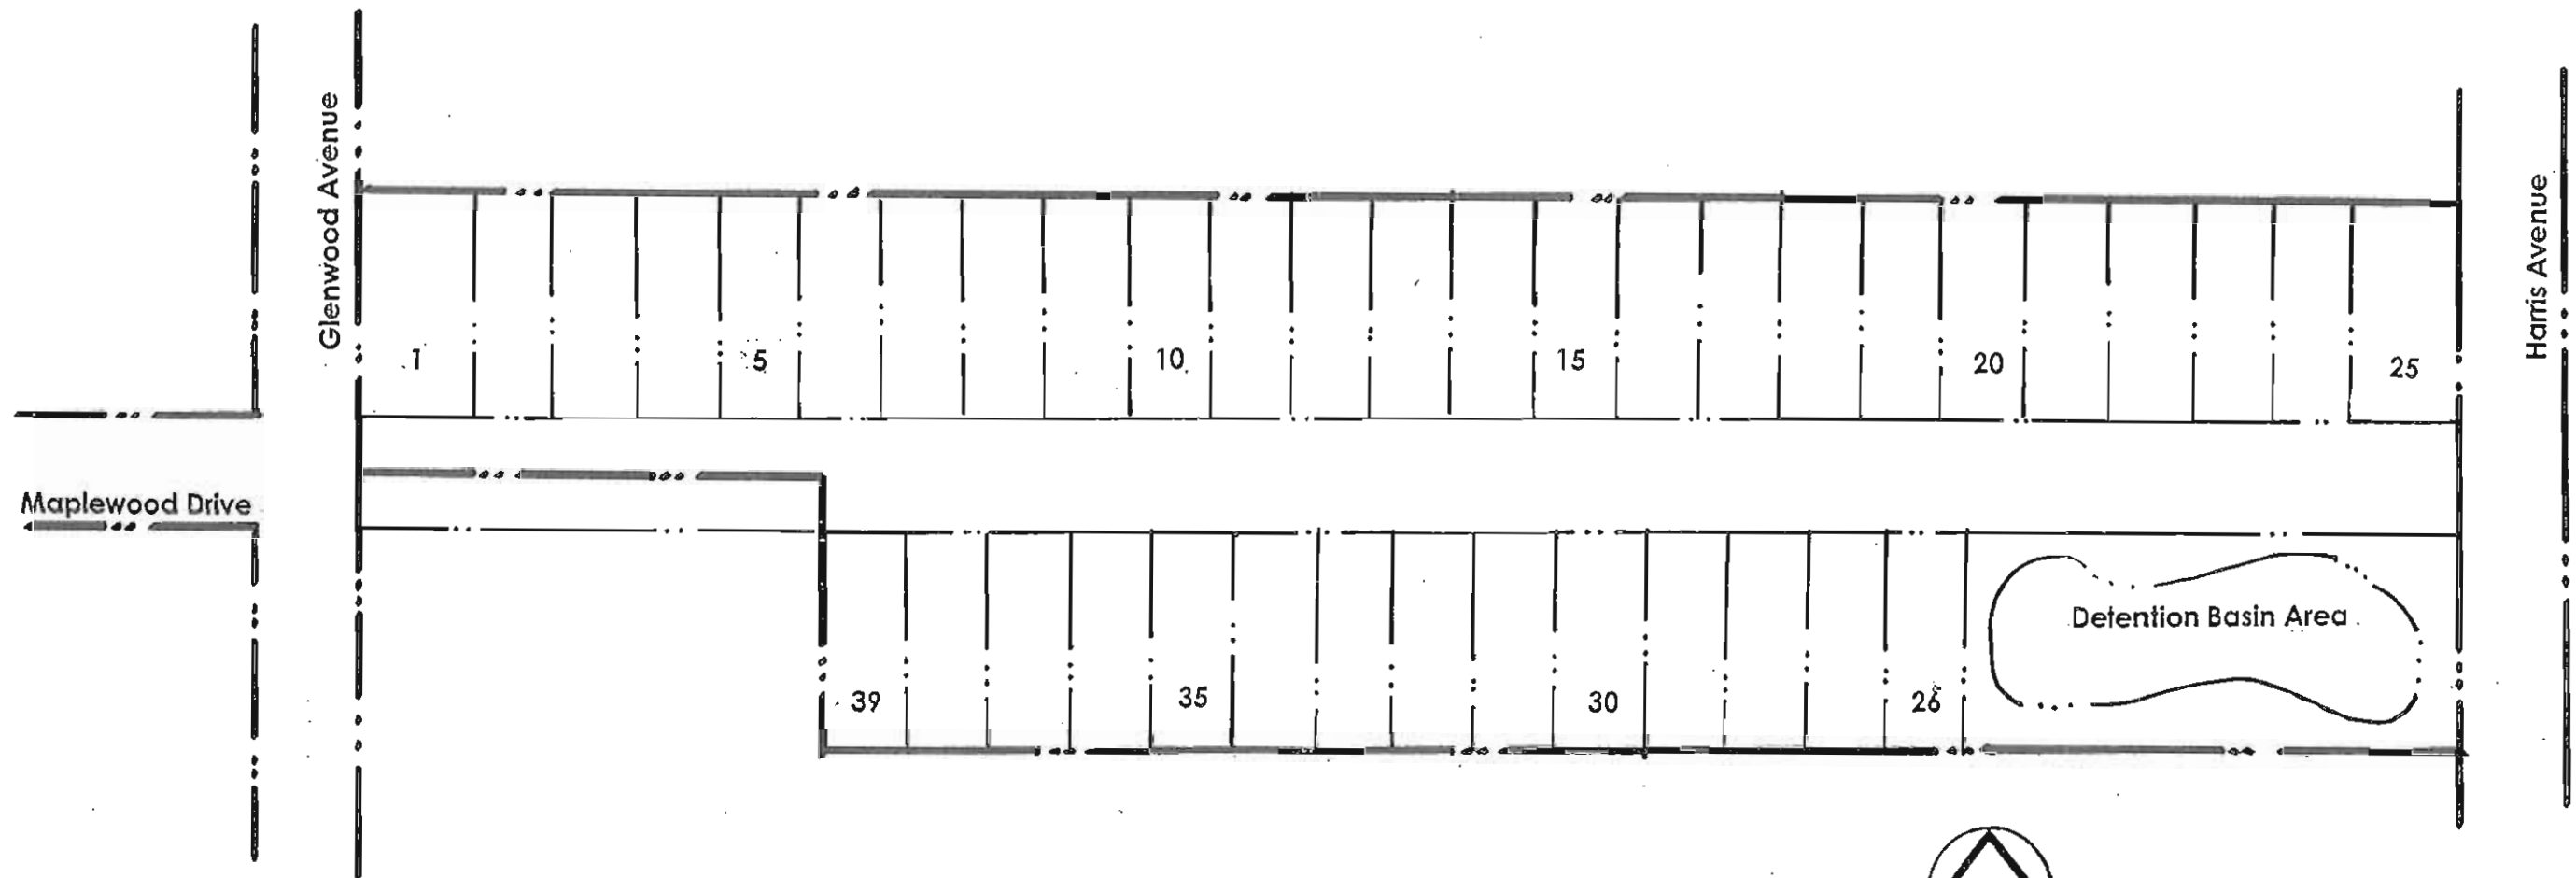 Glenwood Avenue
Harris Avenue
1 5 10 15 20 25
Maplewood Drive
Detention Basin Area
39 35 30 26